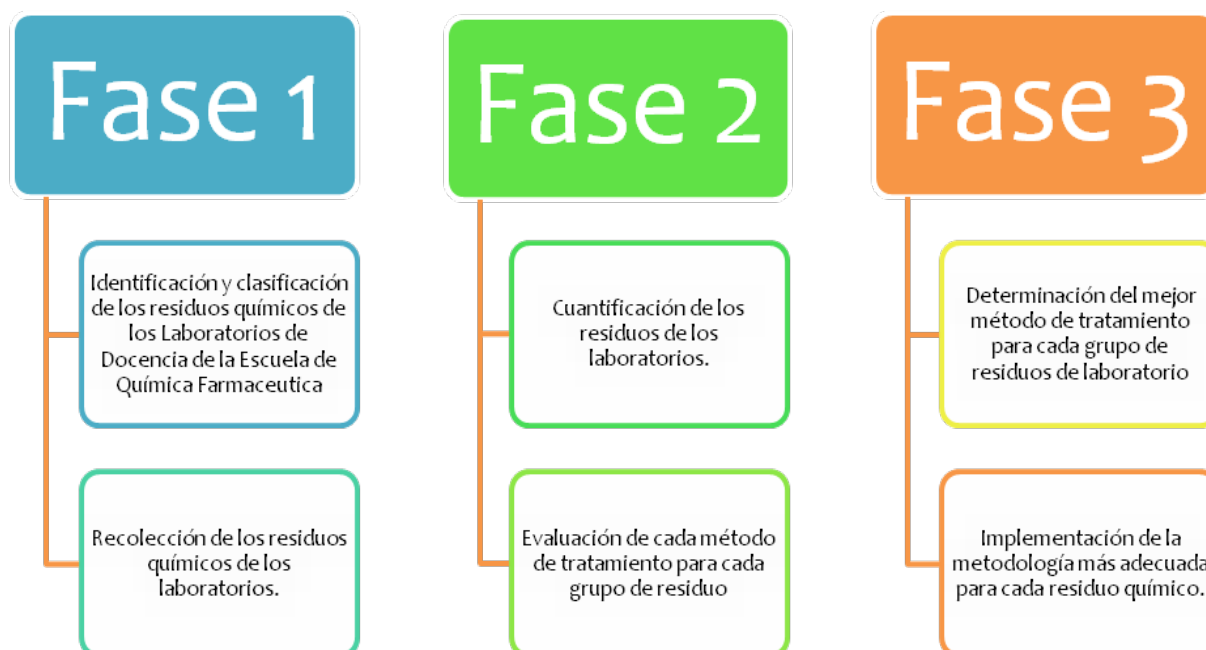 Fase 1
Identificación y clasificación
de los residuos químicos de
los Laboratorios de
Docencia de la Escuela de
Química Farmaceutica
Recolección de los residuos
químicos de los
laboratorios.
Fase 2
Cuantificación de los
residuos de los
laboratorios.
Evaluación de cada método
de tratamiento para cada
grupo de residuo
Fase 3
Determinación del mejor
método de tratamiento
para cada grupo de
residuos de laboratorio
Implementación de la
metodología más adecuada
para cada residuo químico.